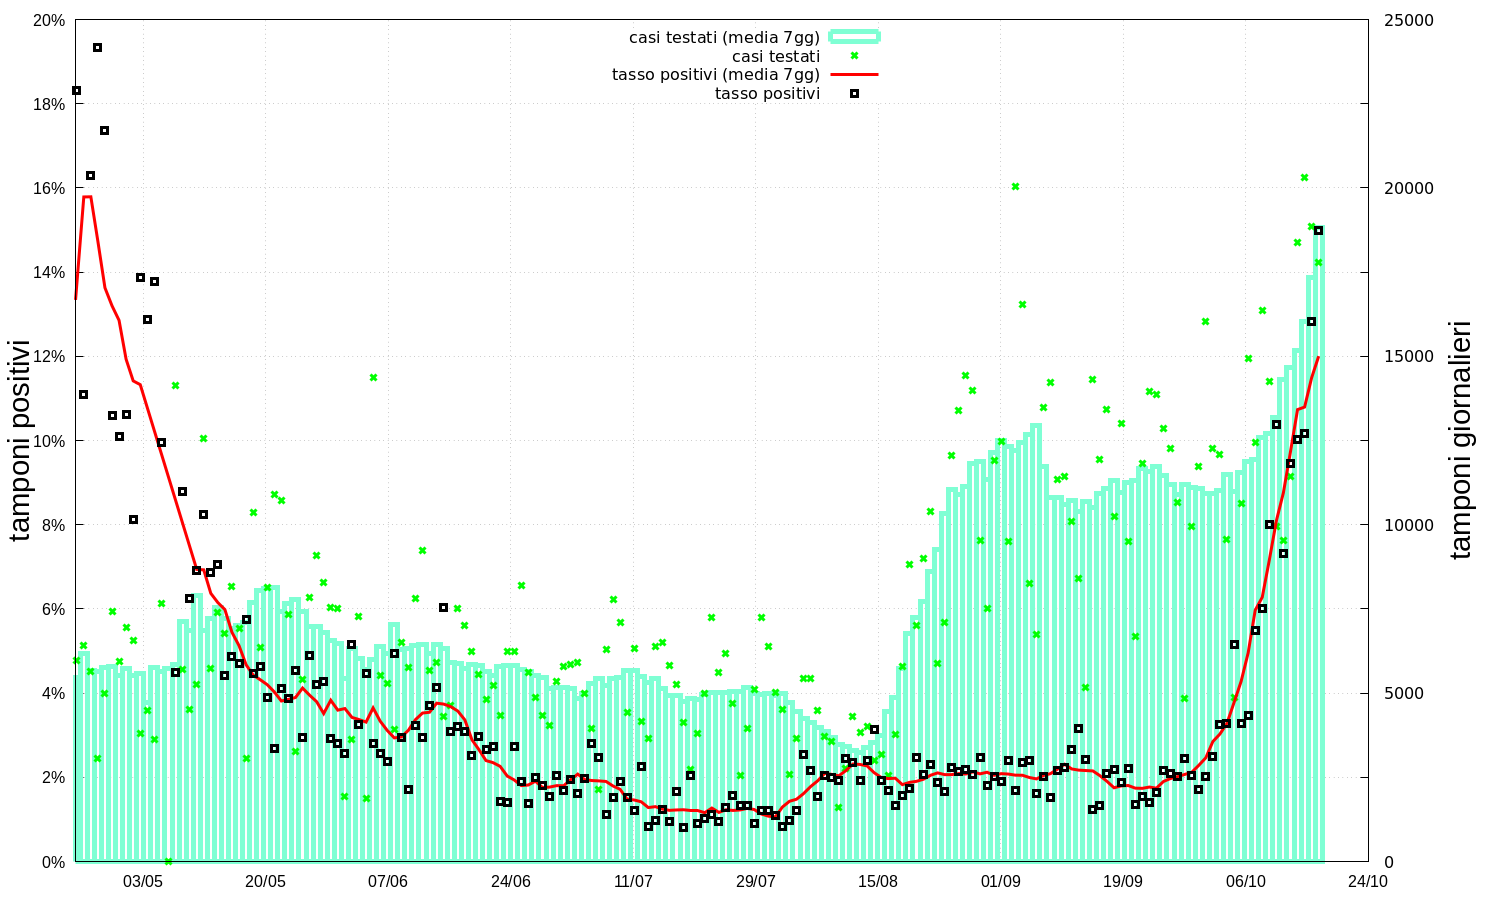 casi testati (media 7gg)
casi testati
tasso positivi (media 7gg)
tasso positivi
tamponi positivi
20%
18%
16%
14%
12%
10%
8%
6%
4%
2%
0%
25000
20000
15000
10000
5000
0
tamponi giornalieri
03/05 20/05 07/06 24/06 11/07 29/07 15/08 01/09 19/09 06/10 24/10